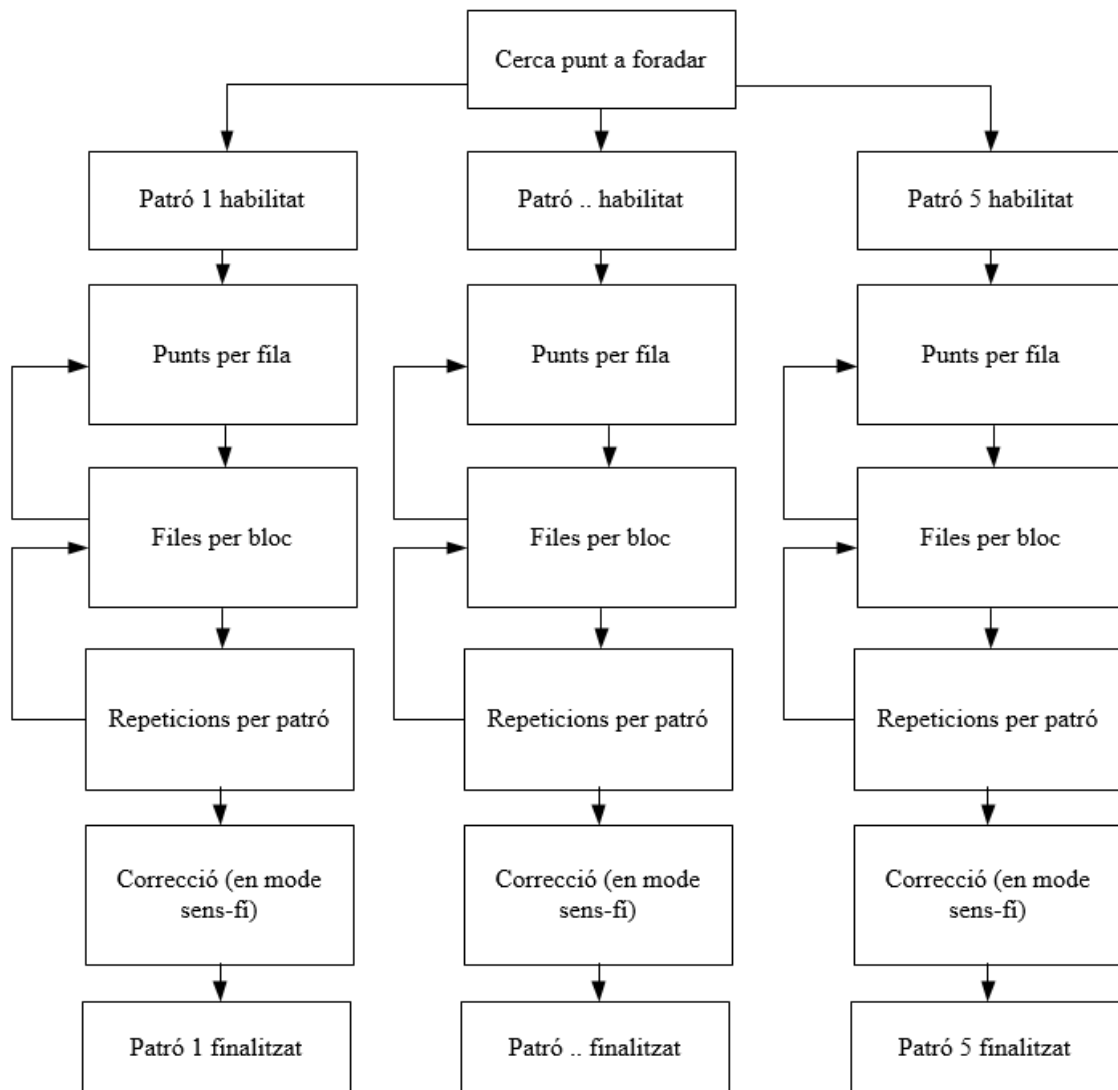 Cerca punt a foradar
Patró 1 habilitat
Patró .. habilitat
Patró 5 habilitat
Punts per fila
Punts per fila
Punts per fila
Files per bloc
Files per bloc
Files per bloc
Repeticions per patró
Repeticions per patró
Repeticions per patró
Correcció (en mode
sens-fí)
Correcció (en mode
sens-fí)
Correcció (en mode
sens-fí)
Patró 1 finalitzat
Patró .. finalitzat
Patró 5 finalitzat